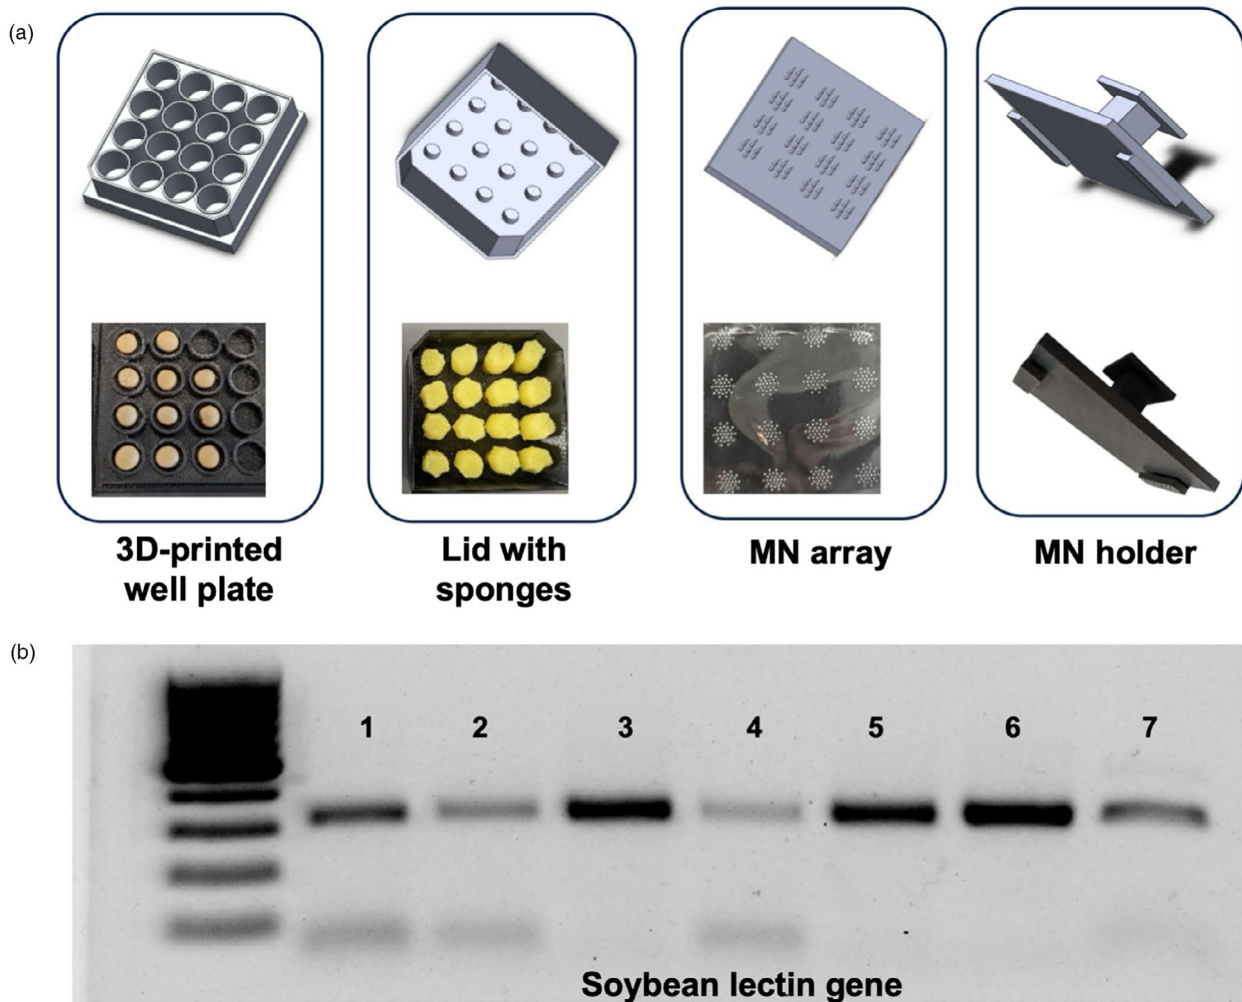 (a)
3D-printed
well plate
Lid with
sponges
MN array
MN holder
(b)
1 2 3 4 5 6 7
Soybean lectin gene